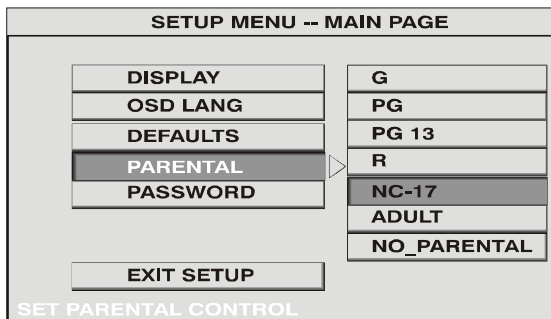 SETUP MENU -- MAIN PAGE
DISPLAY
OSD LANG
DEFAULTS
PARENTAL
PASSWORD
EXIT SETUP
G
PG
PG 13
R
NC-17
ADULT
NO_PARENTAL
SET PARENTAL CONTROL